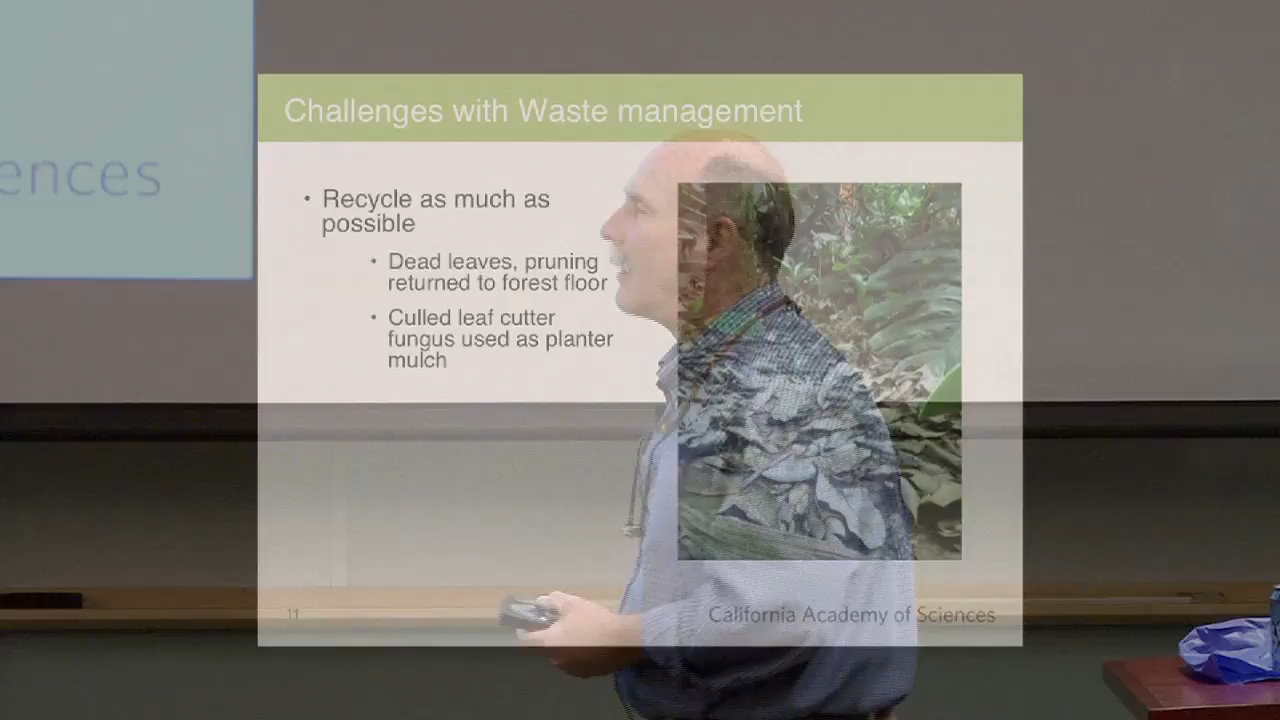 Challenges with Waste management
ences
• Recycle as much as
possible
• Dead leaves, pruning
returned to forest floor
• Culled leaf cutter
fungus used as planter
mulch
11
California Academy of Sciences